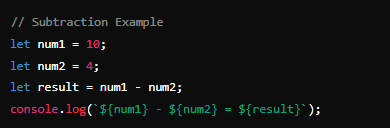 // Subtraction Example
let num1 = 10;
let num2 = 4;
let result = num1 - num2;
console.log(`${num1} - ${num2} = ${result}`);